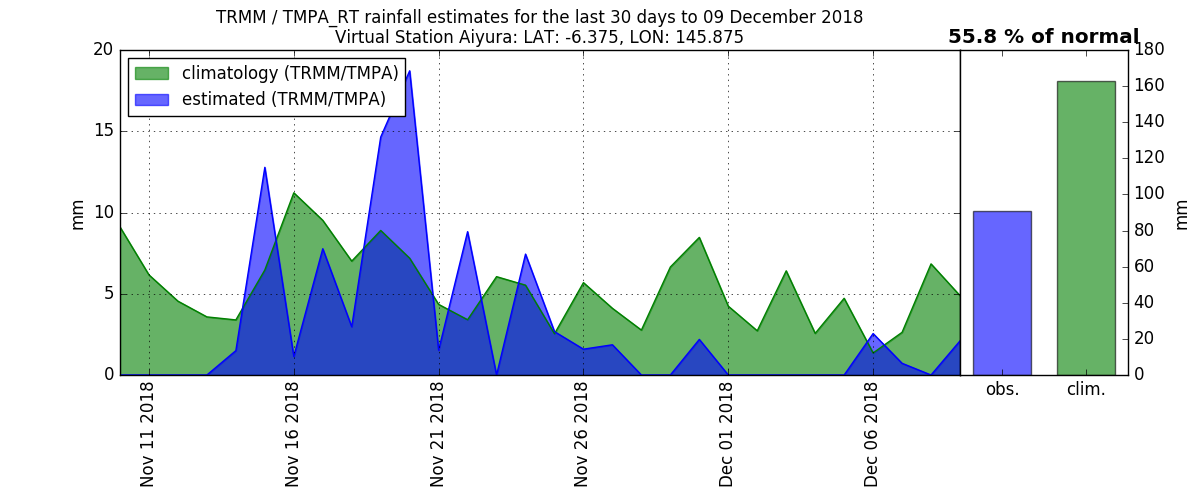 TRMM / TMPA_RT rainfall estimates for the last 30 days to 09 December 2018
Virtual Station Aiyura: LAT: -6.375, LON: 145.875
55.8 % of normal
climatology (TRMM/TMPA)
estimated (TRMM/TMPA)
20
15
10
5
0
mm
180
160
140
120
100
80
60
40
20
0
mm
Nov 11 2018
Nov 16 2018
Nov 21 2018
Nov 26 2018
Dec 01 2018
Dec 06 2018
obs.
clim.